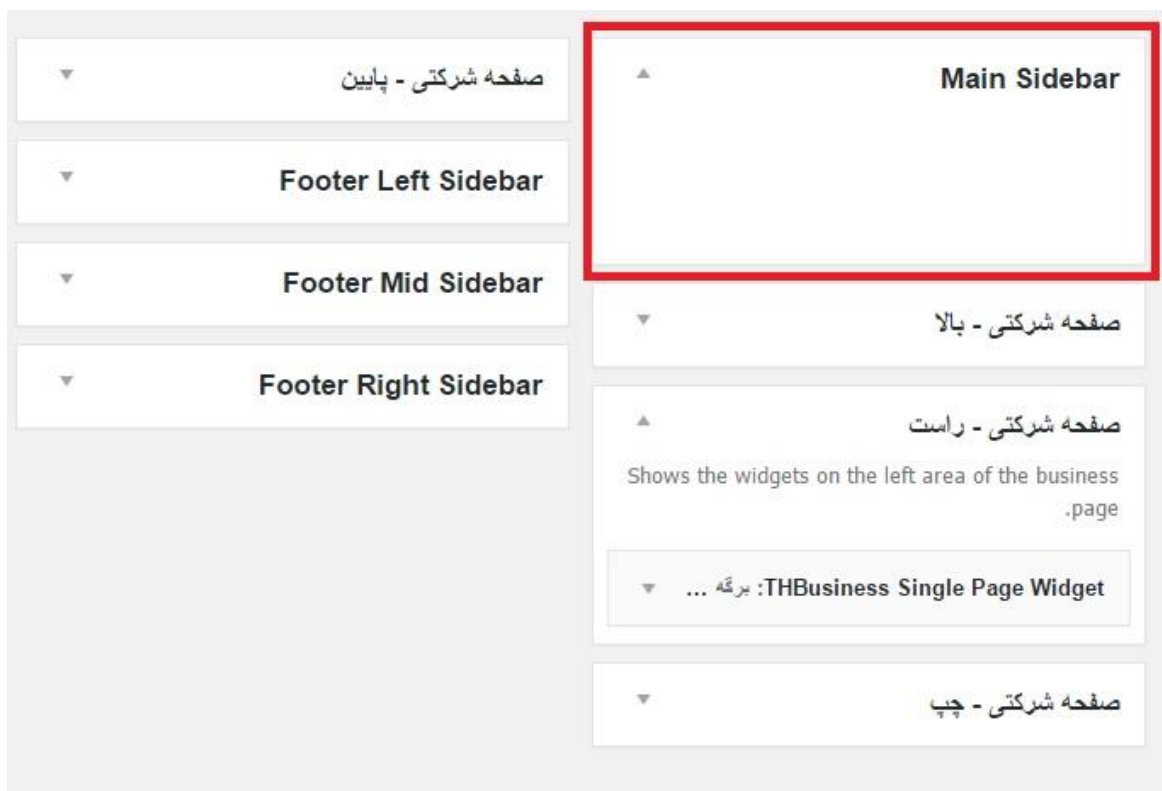 Main Sidebar
صفحه شرکتی - بالا
صفحه شرکتی - راست
Shows the widgets on the left area of the business
.page
THBusiness Single Page Widget: برگه ...
صفحه شرکتی - چپ
صفحه شرکتی - پایین
Footer Left Sidebar
Footer Mid Sidebar
Footer Right Sidebar